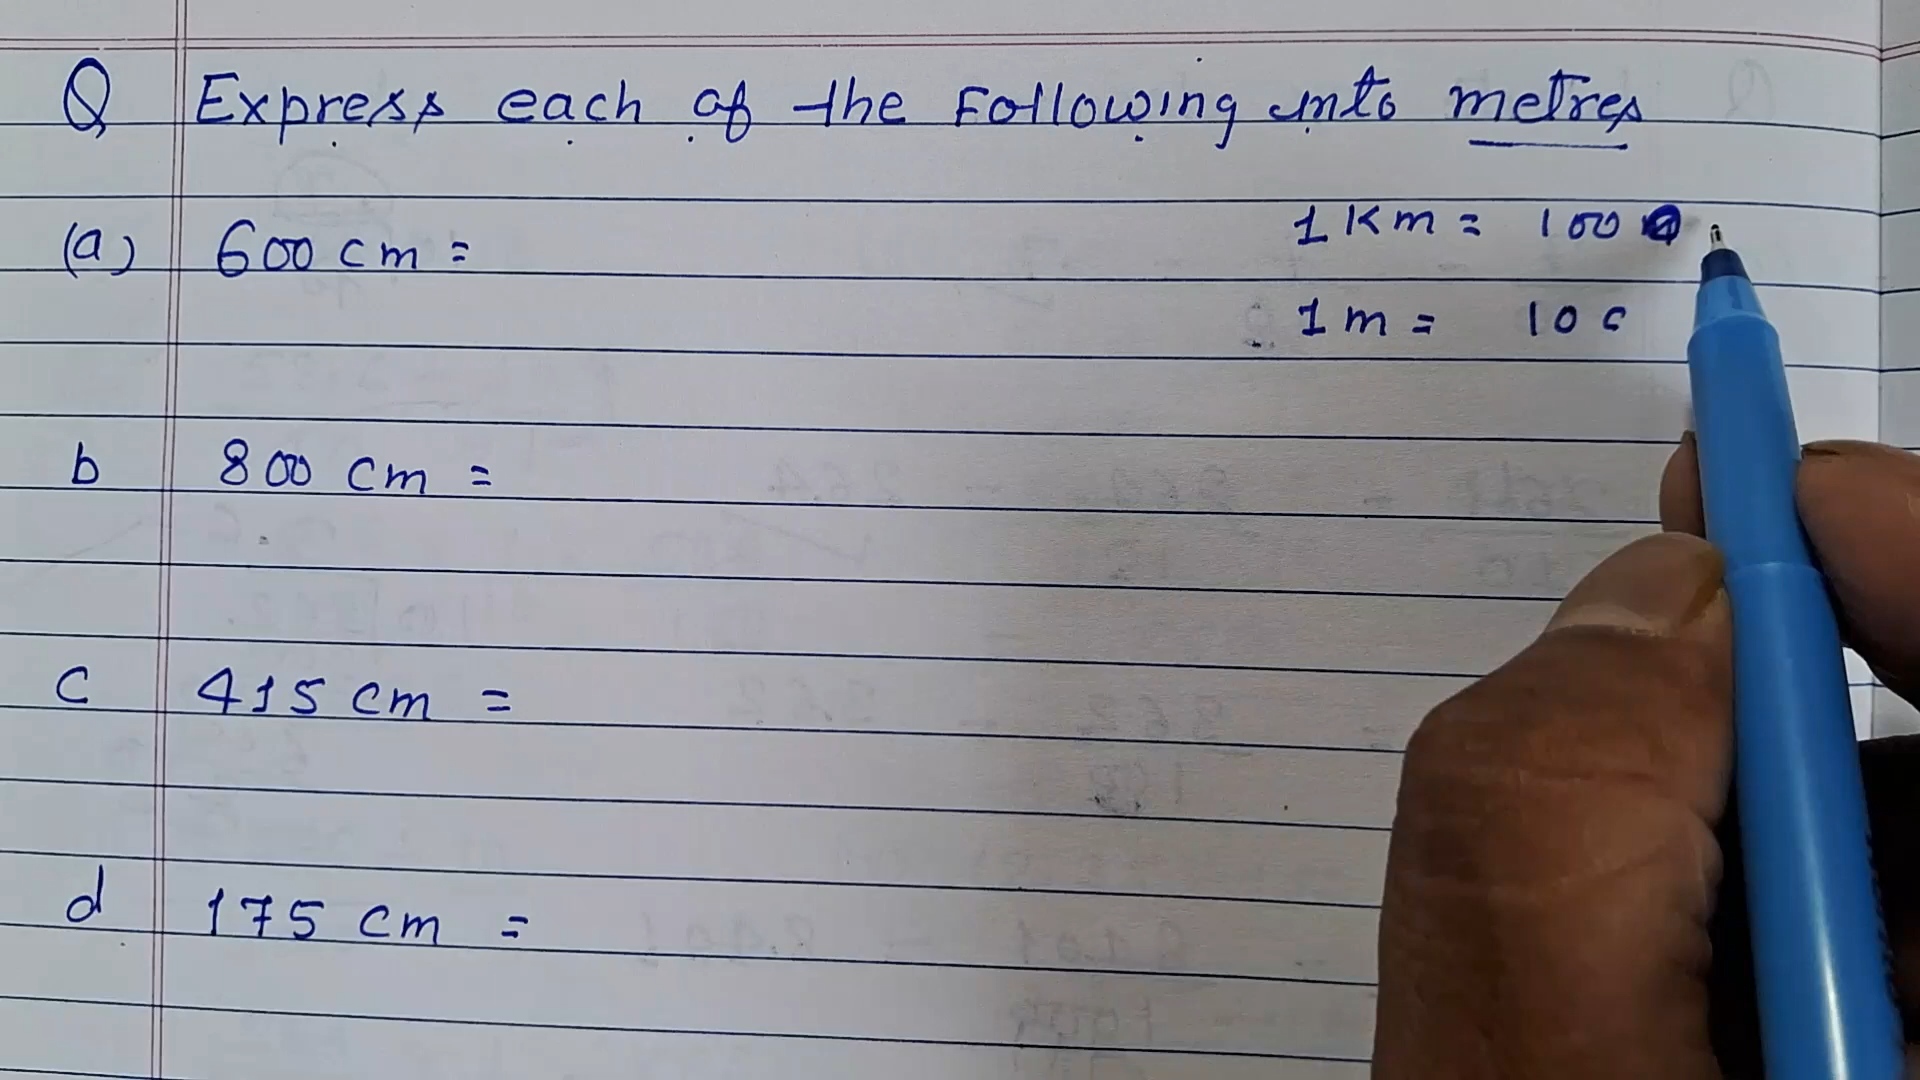 Q Express each of the Following into metres
(a) 600 cm =
1 Km = 1000
1 m = 100
b 800 cm =
c 415 cm =
d 175 cm =